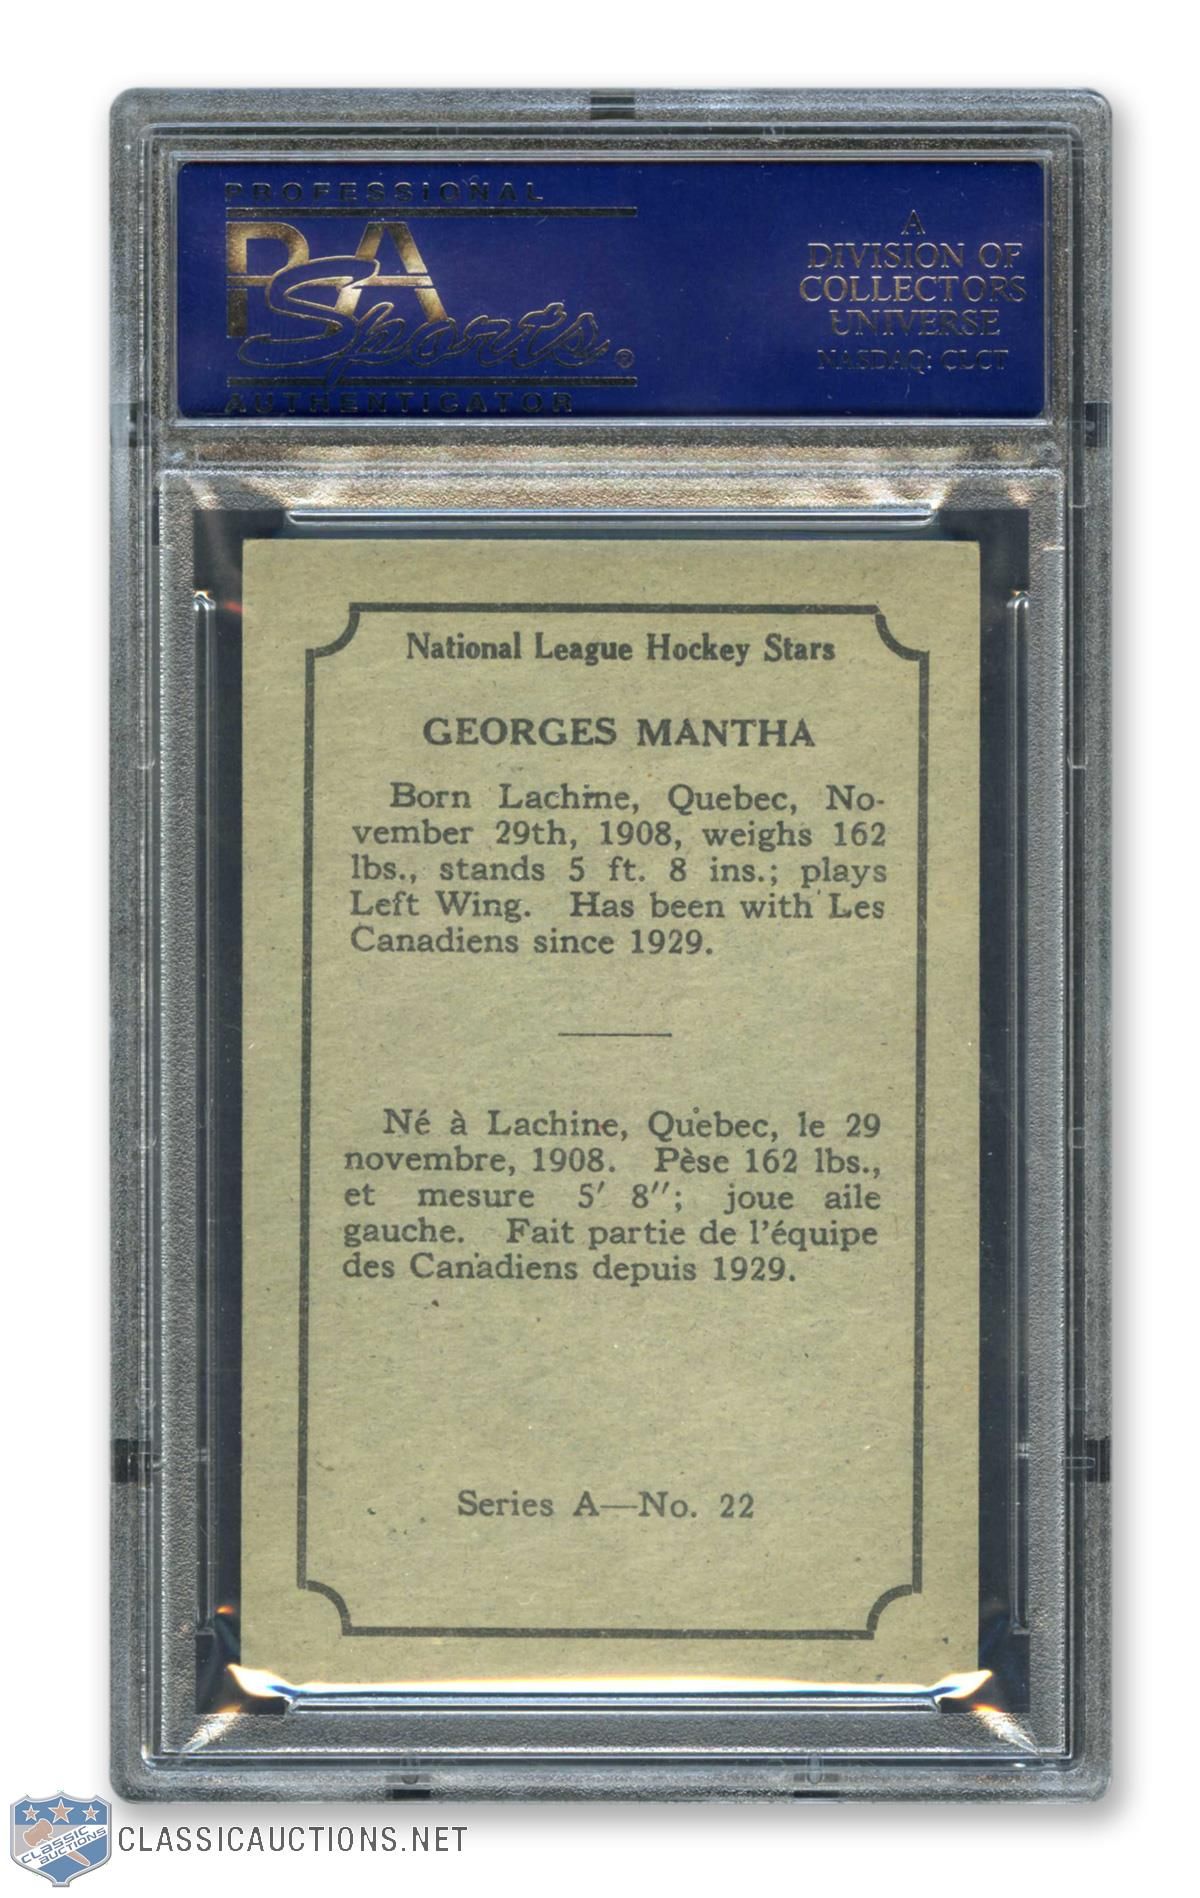 PROFESSIONAL
PSA
Sports®
AUTHENTICATOR
A
DIVISION OF
COLLECTORS
UNIVERSE
NASDAQ: CLCT
National League Hockey Stars
GEORGES MANTHA
Born Lachine, Quebec, No-
vember 29th, 1908, weighs 162
lbs., stands 5 ft. 8 ins.; plays
Left Wing. Has been with Les
Canadiens since 1929.
Né à Lachine, Québec, le 29
novembre, 1908. Pèse 162 lbs.,
et mesure 5′ 8″; joue aile
gauche. Fait partie de l'équipe
des Canadiens depuis 1929.
Series A—No. 22
CLASSIC
AUCTIONS
CLASSICAUCTIONS.NET